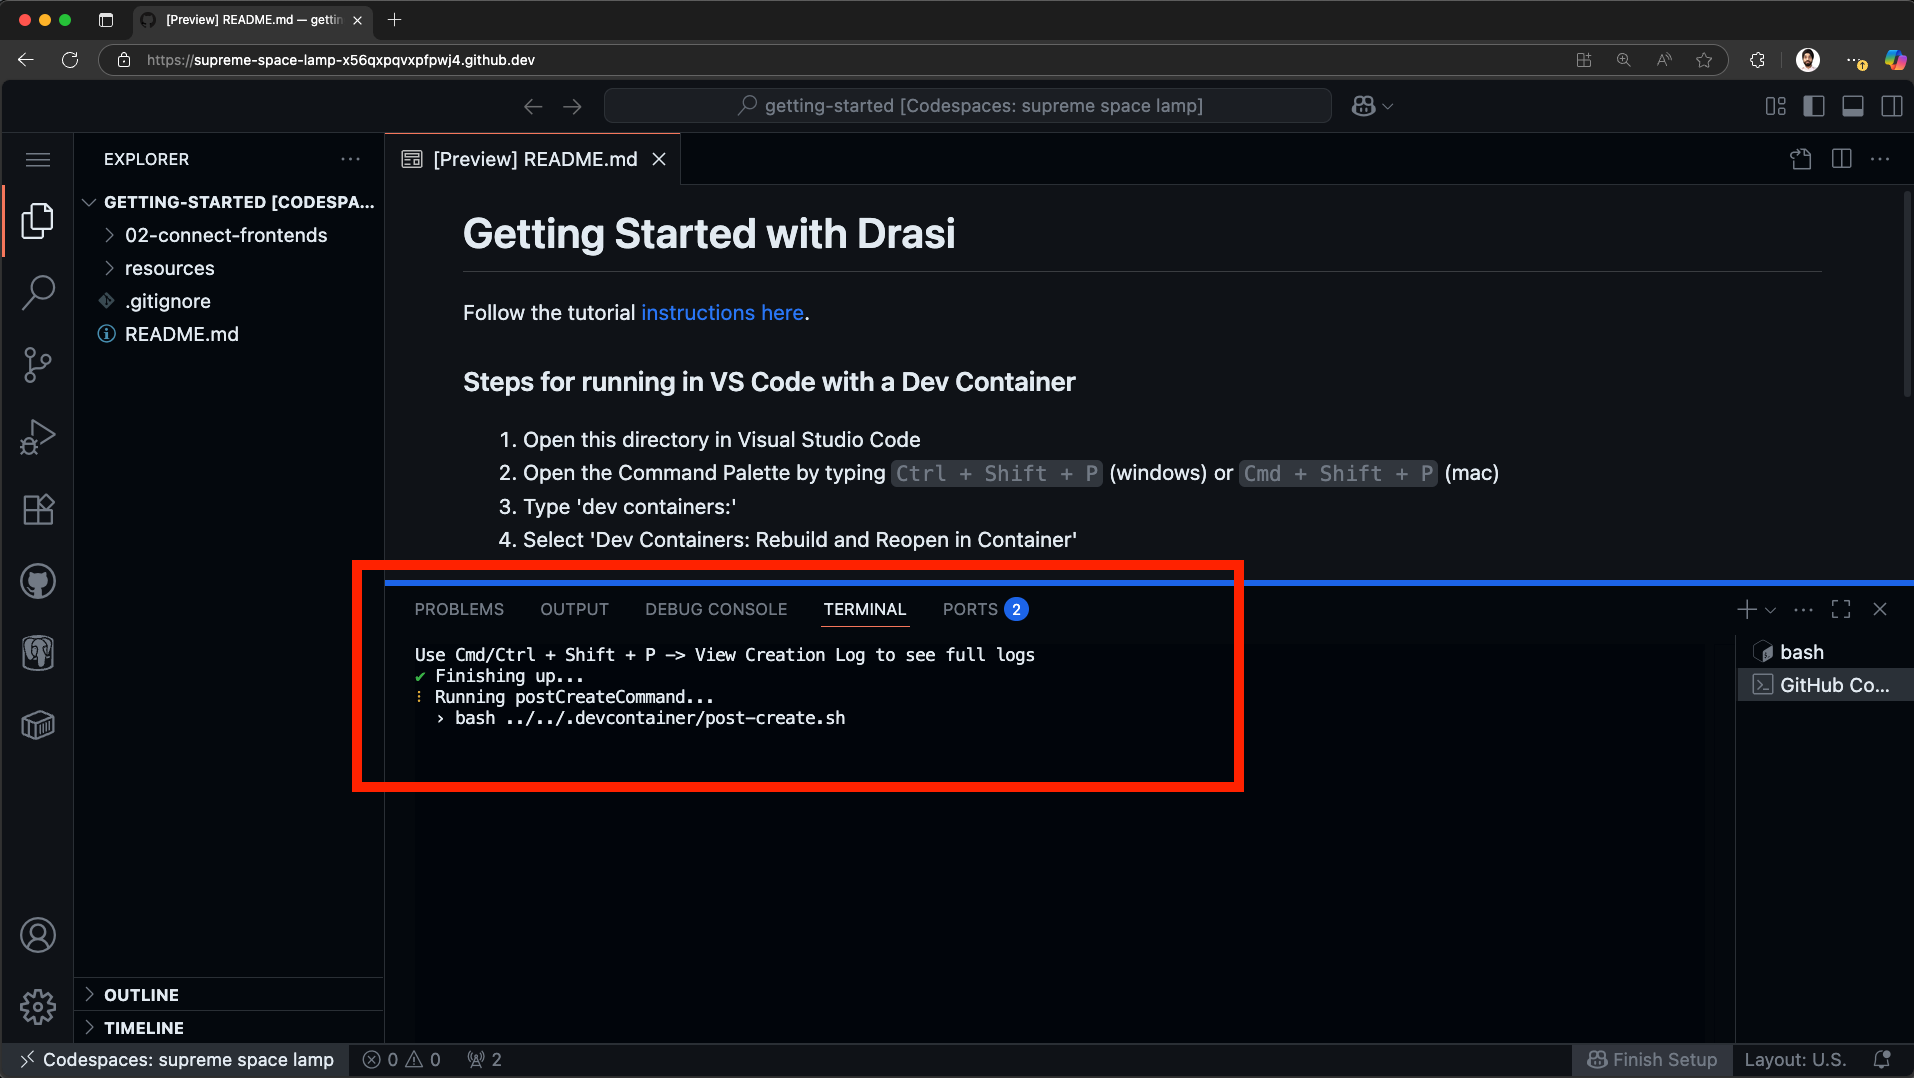 [Preview] README.md — gettin
https://supreme-space-lamp-x56qxpqvxpfpwj4.github.dev
getting-started [Codespaces: supreme space lamp]
EXPLORER
[Preview] README.md
GETTING-STARTED [CODESPA...
02-connect-frontends
resources
.gitignore
README.md
Getting Started with Drasi
Follow the tutorial instructions here.
Steps for running in VS Code with a Dev Container
1. Open this directory in Visual Studio Code
2. Open the Command Palette by typing Ctrl + Shift + P (windows) or Cmd + Shift + P (mac)
3. Type 'dev containers:'
4. Select 'Dev Containers: Rebuild and Reopen in Container'
PROBLEMS OUTPUT DEBUG CONSOLE TERMINAL PORTS 2
Use Cmd/Ctrl + Shift + P -> View Creation Log to see full logs
✔ Finishing up...
⠇ Running postCreateCommand...
› bash ../../.devcontainer/post-create.sh
bash
GitHub Co...
OUTLINE
TIMELINE
Codespaces: supreme space lamp 0 0 2 Finish Setup Layout: U.S.